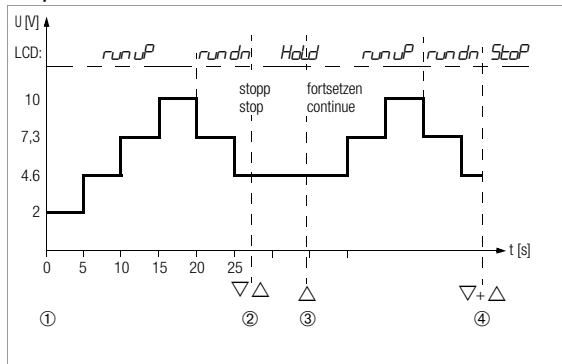 U [V]
LCD: run uP run dn Hold run uP run dn StoP
stopp fortsetzen
stop continue
10
7,3
4.6
2
t [s]
0 5 10 15 20 25
▽ △ △ ▽+ △
① ② ③ ④